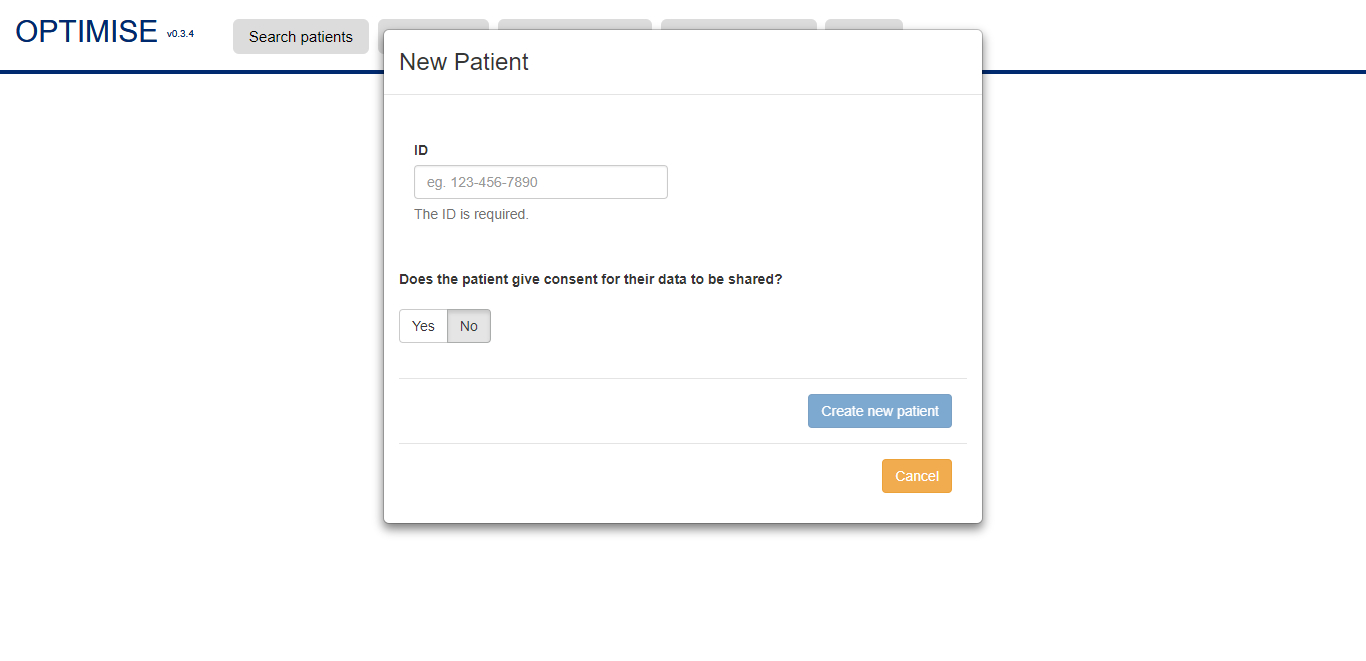 OPTIMISE v0.3.4
Search patients
New Patient
ID
eg. 123-456-7890
The ID is required.
Does the patient give consent for their data to be shared?
Yes No
Create new patient
Cancel